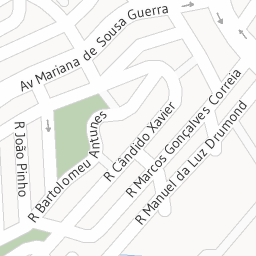 Av Mariana de Sousa Guerra
R João Pinho
R Bartolomeu Antunes
R Cândido Xavier
R Marcos Gonçalves Correia
R Manuel da Luz Drumond